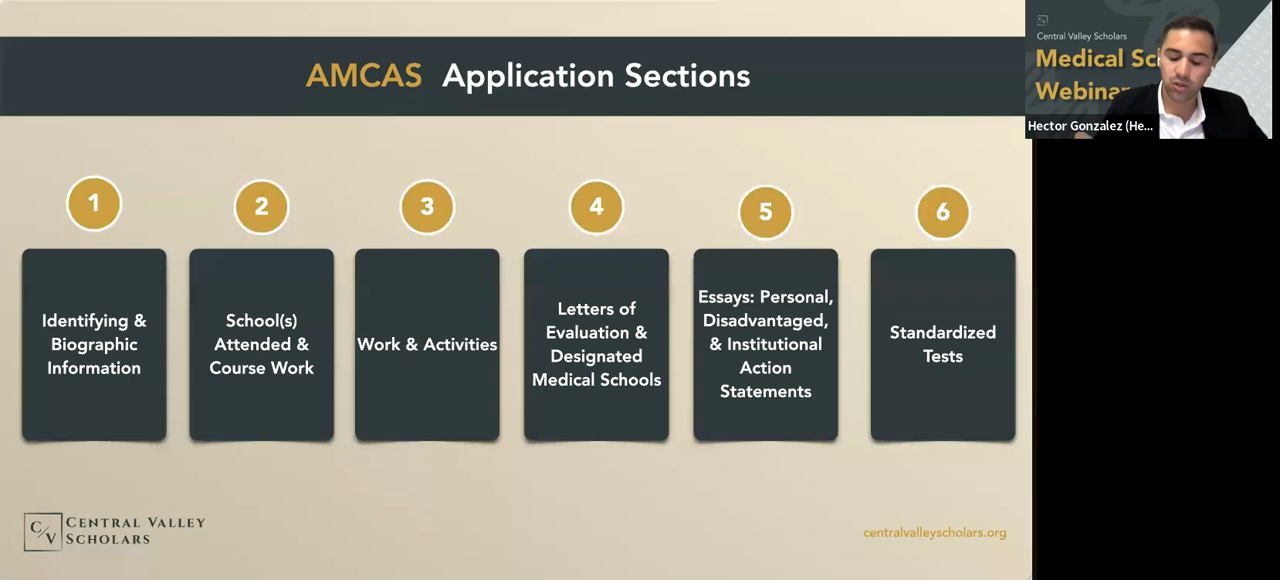 AMCAS Application Sections
1
Identifying &
Biographic
Information
2
School(s)
Attended &
Course Work
3
Work & Activities
4
Letters of
Evaluation &
Designated
Medical Schools
5
Essays: Personal,
Disadvantaged,
& Institutional
Action
Statements
6
Standardized
Tests
C/V
CENTRAL VALLEY
SCHOLARS
centralvalleyscholars.org
Central Valley Scholars
Medical Sc
Webinar
Hector Gonzalez (He...